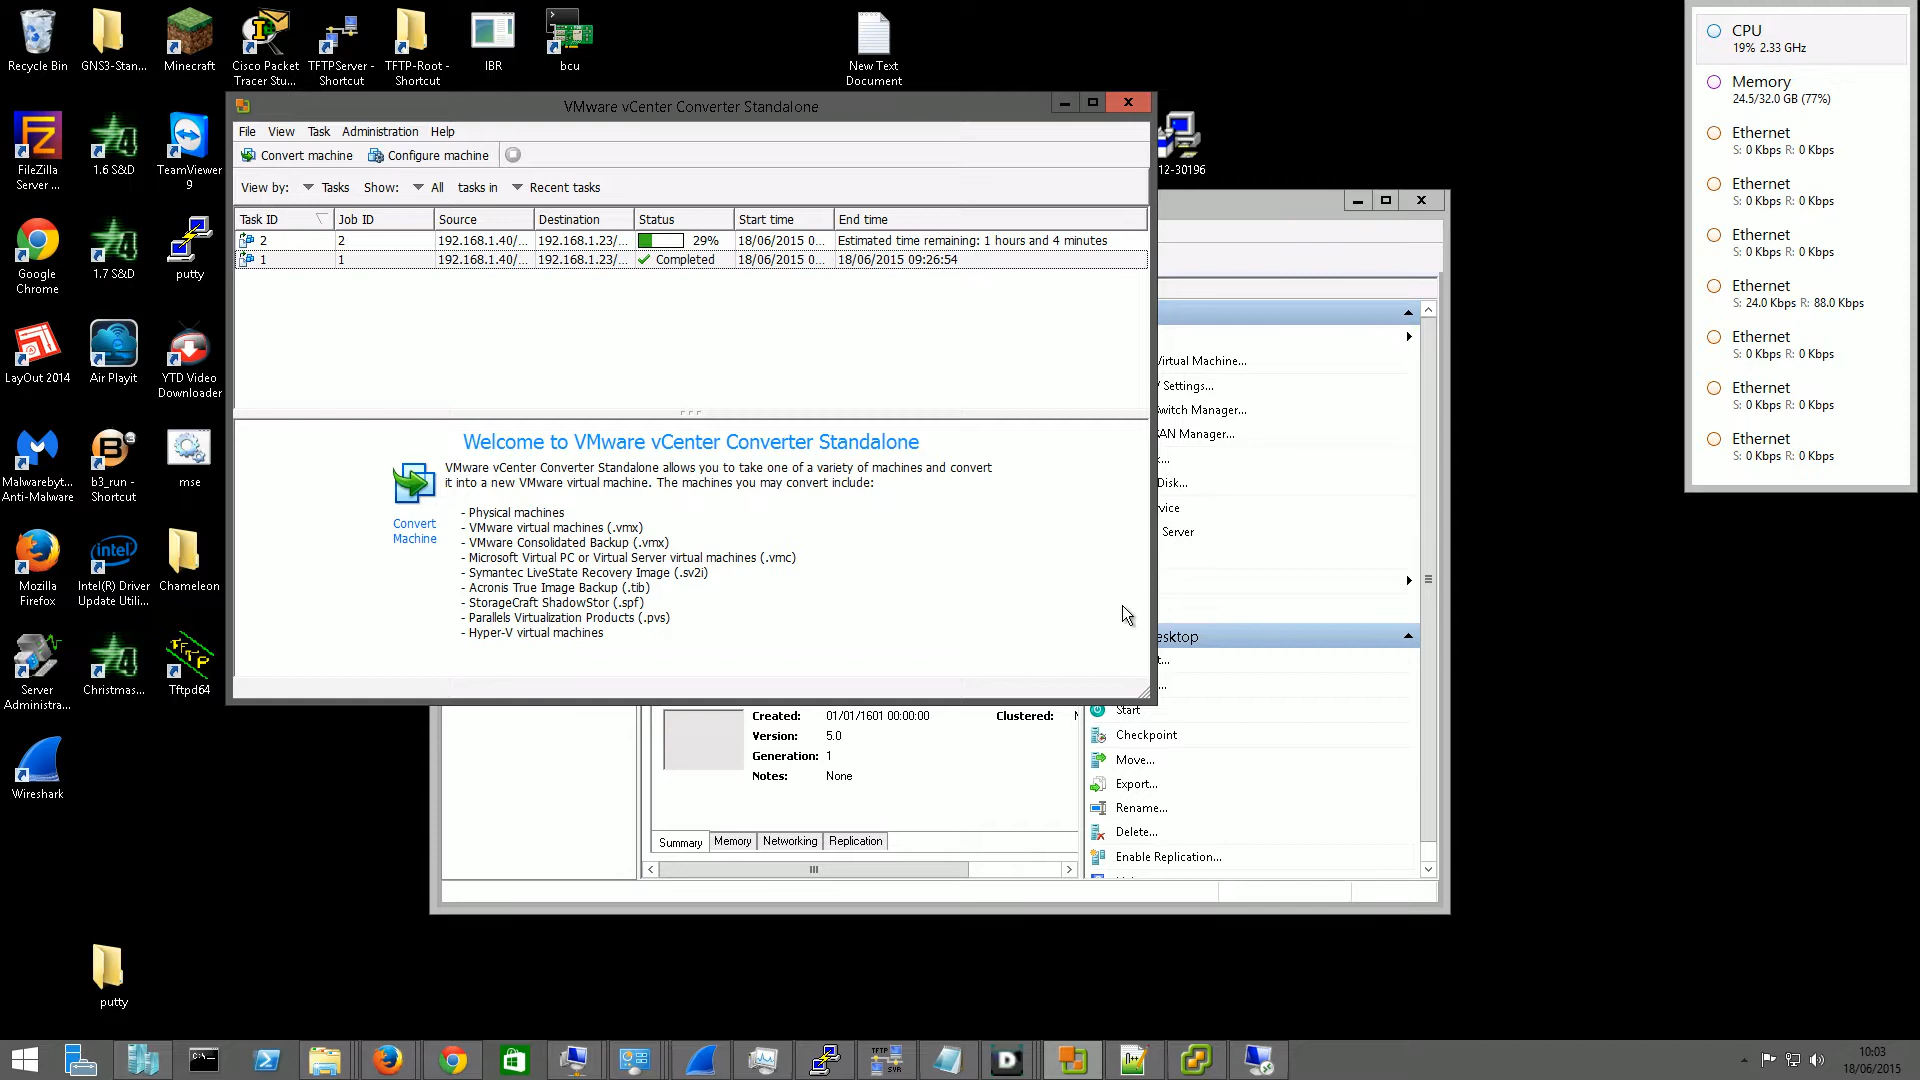 Recycle Bin
GNS3-Stan...
Minecraft
Cisco Packet
Tracer Stu...
TFTPServer -
Shortcut
TFTP-Root -
Shortcut
IBR
bcu
New Text
Document
FileZilla
Server ...
1.6 S&D
TeamViewer
9
Google
Chrome
1.7 S&D
putty
LayOut 2014
Air Playit
YTD Video
Downloader
Malwarebyt...
Anti-Malware
b3_run -
Shortcut
mse
Mozilla
Firefox
Intel(R) Driver
Update Utili...
Chameleon
Server
Administra...
Christmas...
Tftpd64
Wireshark
putty
12-30196
VMware vCenter Converter Standalone
File View Task Administration Help
Convert machine Configure machine
View by: Tasks Show: All tasks in Recent tasks
Task ID Job ID Source Destination Status Start time End time
2 2 192.168.1.40/... 192.168.1.23/... 29% 18/06/2015 0... Estimated time remaining: 1 hours and 4 minutes
1 1 192.168.1.40/... 192.168.1.23/... Completed 18/06/2015 0... 18/06/2015 09:26:54
Welcome to VMware vCenter Converter Standalone
VMware vCenter Converter Standalone allows you to take one of a variety of machines and convert
it into a new VMware virtual machine. The machines you may convert include:
Convert
Machine
- Physical machines
- VMware virtual machines (.vmx)
- VMware Consolidated Backup (.vmx)
- Microsoft Virtual PC or Virtual Server virtual machines (.vmc)
- Symantec LiveState Recovery Image (.sv2i)
- Acronis True Image Backup (.tib)
- StorageCraft ShadowStor (.spf)
- Parallels Virtualization Products (.pvs)
- Hyper-V virtual machines
Virtual Machine...
Settings...
witch Manager...
AN Manager...
Disk...
vice
Server
esktop
Start
Checkpoint
Move...
Export...
Rename...
Delete...
Enable Replication...
Created: 01/01/1601 00:00:00 Clustered:
Version: 5.0
Generation: 1
Notes: None
Summary Memory Networking Replication
CPU
19% 2.33 GHz
Memory
24.5/32.0 GB (77%)
Ethernet
S: 0 Kbps R: 0 Kbps
Ethernet
S: 0 Kbps R: 0 Kbps
Ethernet
S: 0 Kbps R: 0 Kbps
Ethernet
S: 24.0 Kbps R: 88.0 Kbps
Ethernet
S: 0 Kbps R: 0 Kbps
Ethernet
S: 0 Kbps R: 0 Kbps
Ethernet
S: 0 Kbps R: 0 Kbps
10:03
18/06/2015